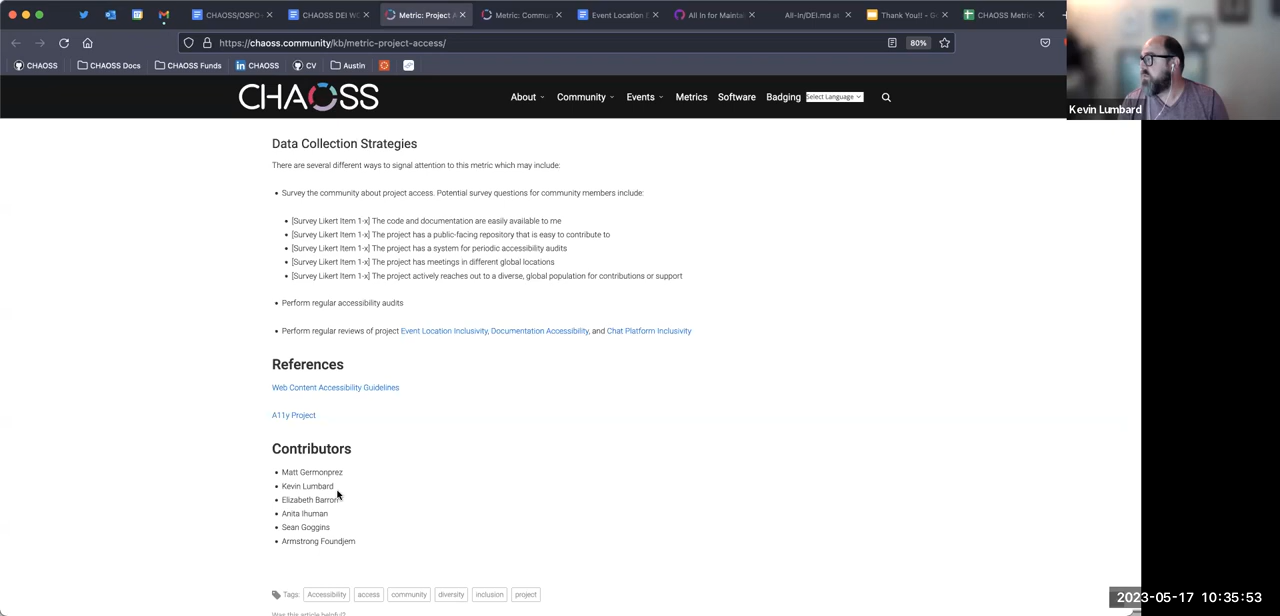 CHAOSS/OSPO
CHAOSS DEI WG
Metric: Project A
Metric: Commun
Event Location I
All In for Mainta
All-In/DEI.md at
Thank You!! - G
CHAOSS Metric
https://chaoss.community/kb/metric-project-access/
80%
CHAOSS
CHAOSS Docs
CHAOSS Funds
CHAOSS
CV
Austin
CHAOSS
About
Community
Events
Metrics
Software
Badging
Select Language
Kevin Lumbard
Data Collection Strategies
There are several different ways to signal attention to this metric which may include:
• Survey the community about project access. Potential survey questions for community members include:
• [Survey Likert Item 1-x] The code and documentation are easily available to me
• [Survey Likert Item 1-x] The project has a public-facing repository that is easy to contribute to
• [Survey Likert Item 1-x] The project has a system for periodic accessibility audits
• [Survey Likert Item 1-x] The project has meetings in different global locations
• [Survey Likert Item 1-x] The project actively reaches out to a diverse, global population for contributions or support
• Perform regular accessibility audits
• Perform regular reviews of project Event Location Inclusivity, Documentation Accessibility, and Chat Platform Inclusivity
References
Web Content Accessibility Guidelines
A11y Project
Contributors
• Matt Germonprez
• Kevin Lumbard
• Elizabeth Barron
• Anita Ihuman
• Sean Goggins
• Armstrong Foundjem
Tags:
Accessibility
access
community
diversity
inclusion
project
Was this article helpful?
2023-05-17 10:35:53